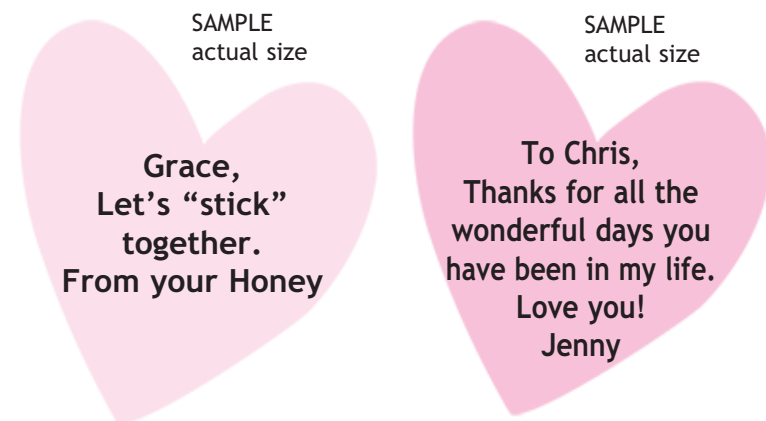 SAMPLE
actual size
Grace,
Let’s “stick”
together.
From your Honey
SAMPLE
actual size
To Chris,
Thanks for all the
wonderful days you
have been in my life.
Love you!
Jenny